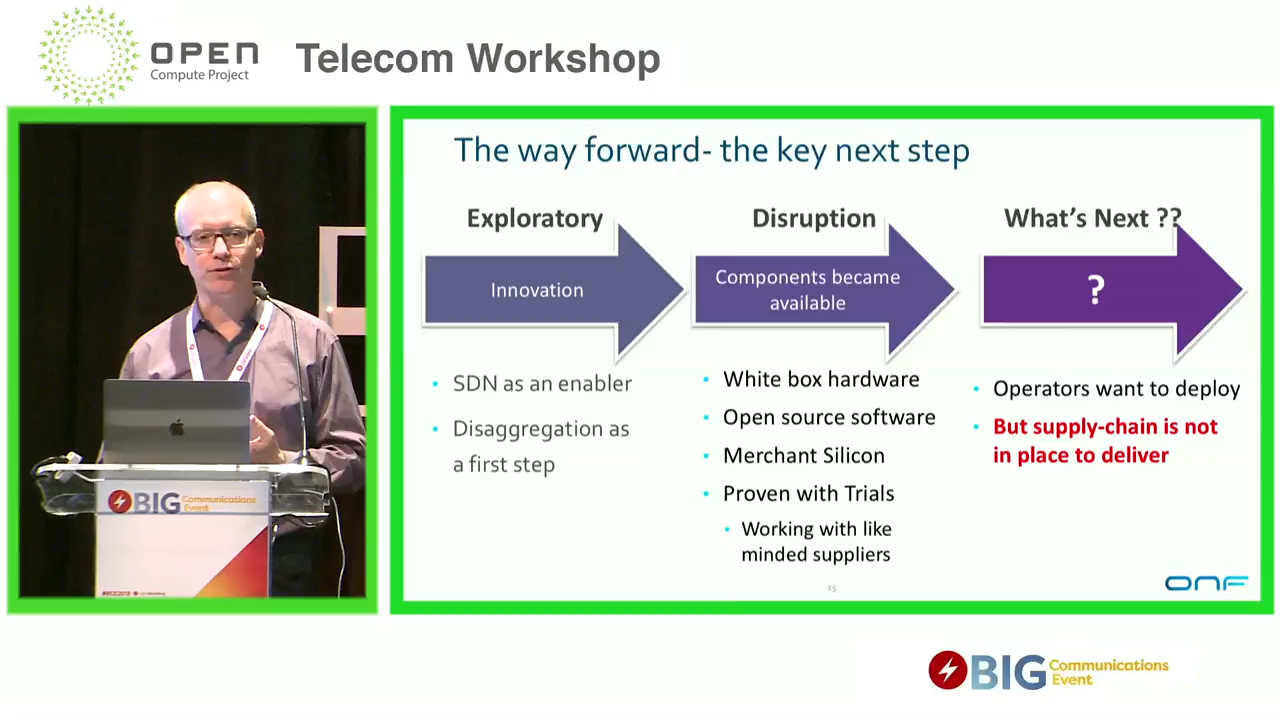 OPEN
Compute Project
Telecom Workshop
The way forward- the key next step
Exploratory
Innovation
• SDN as an enabler
• Disaggregation as
a first step
Disruption
Components became
available
• White box hardware
• Open source software
• Merchant Silicon
• Proven with Trials
• Working with like
minded suppliers
What's Next ??
?
• Operators want to deploy
• But supply-chain is not
in place to deliver
25
ONF
BIG Communications
Event
BIG Communications
Event